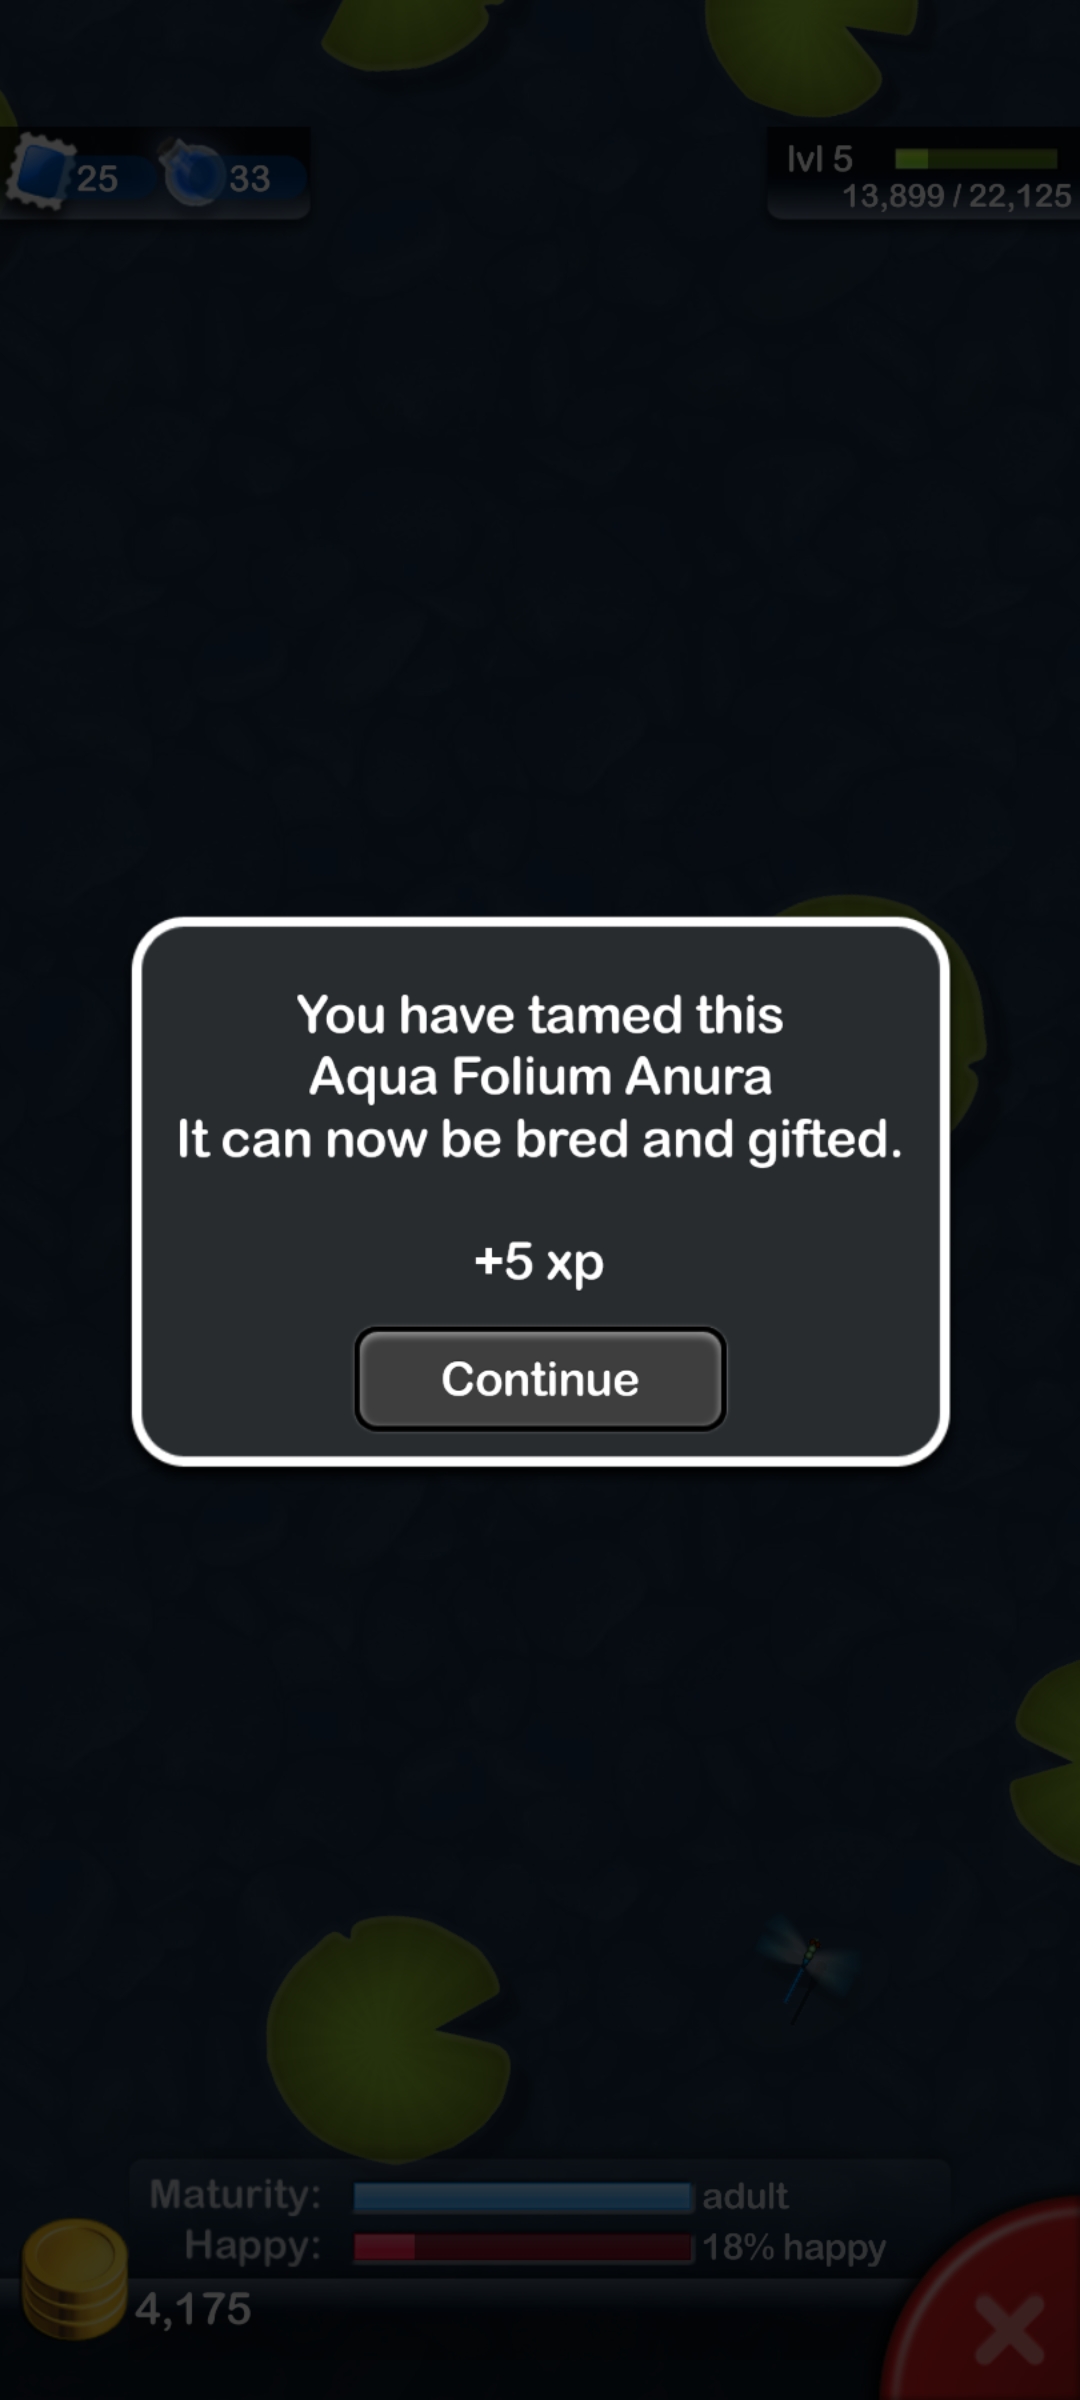 25
33
lvl 5
13,899 / 22,125
You have tamed this
Aqua Folium Anura
It can now be bred and gifted.
+5 xp
Continue
Maturity: adult
Happy: 18% happy
4,175